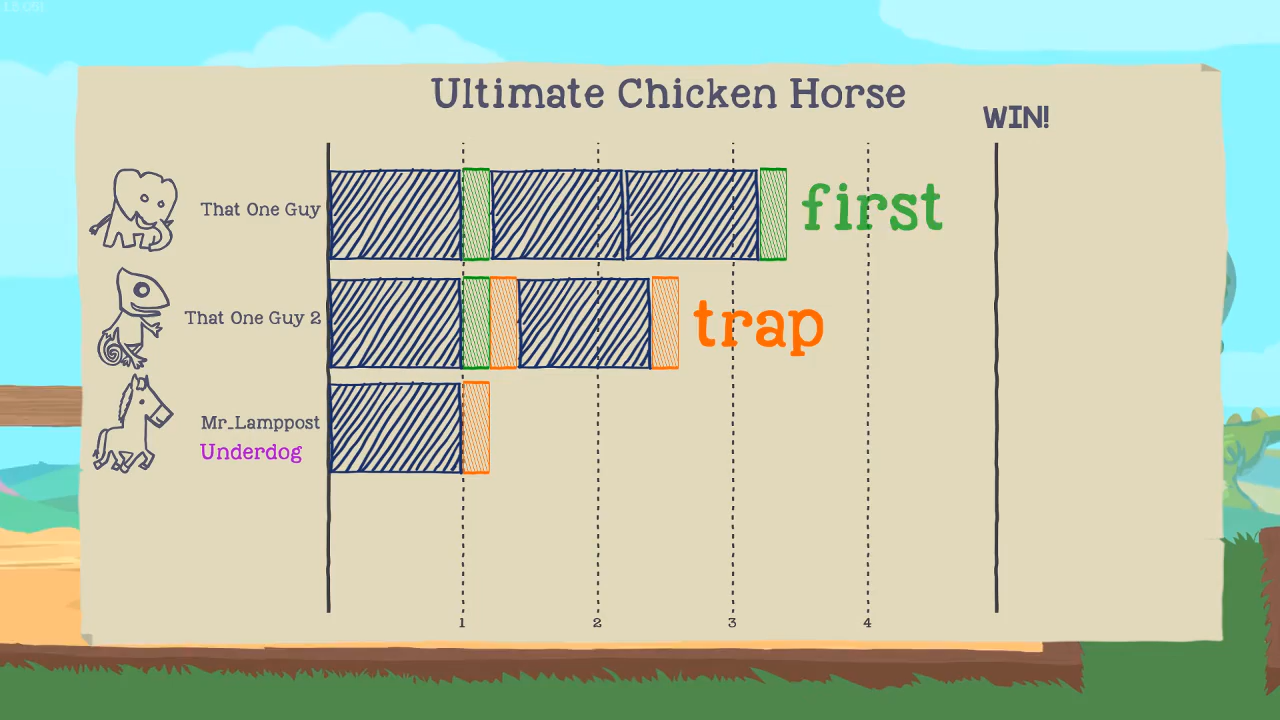 Ultimate Chicken Horse
WIN!
That One Guy
first
That One Guy 2
trap
Mr_Lamppost
Underdog
1 2 3 4